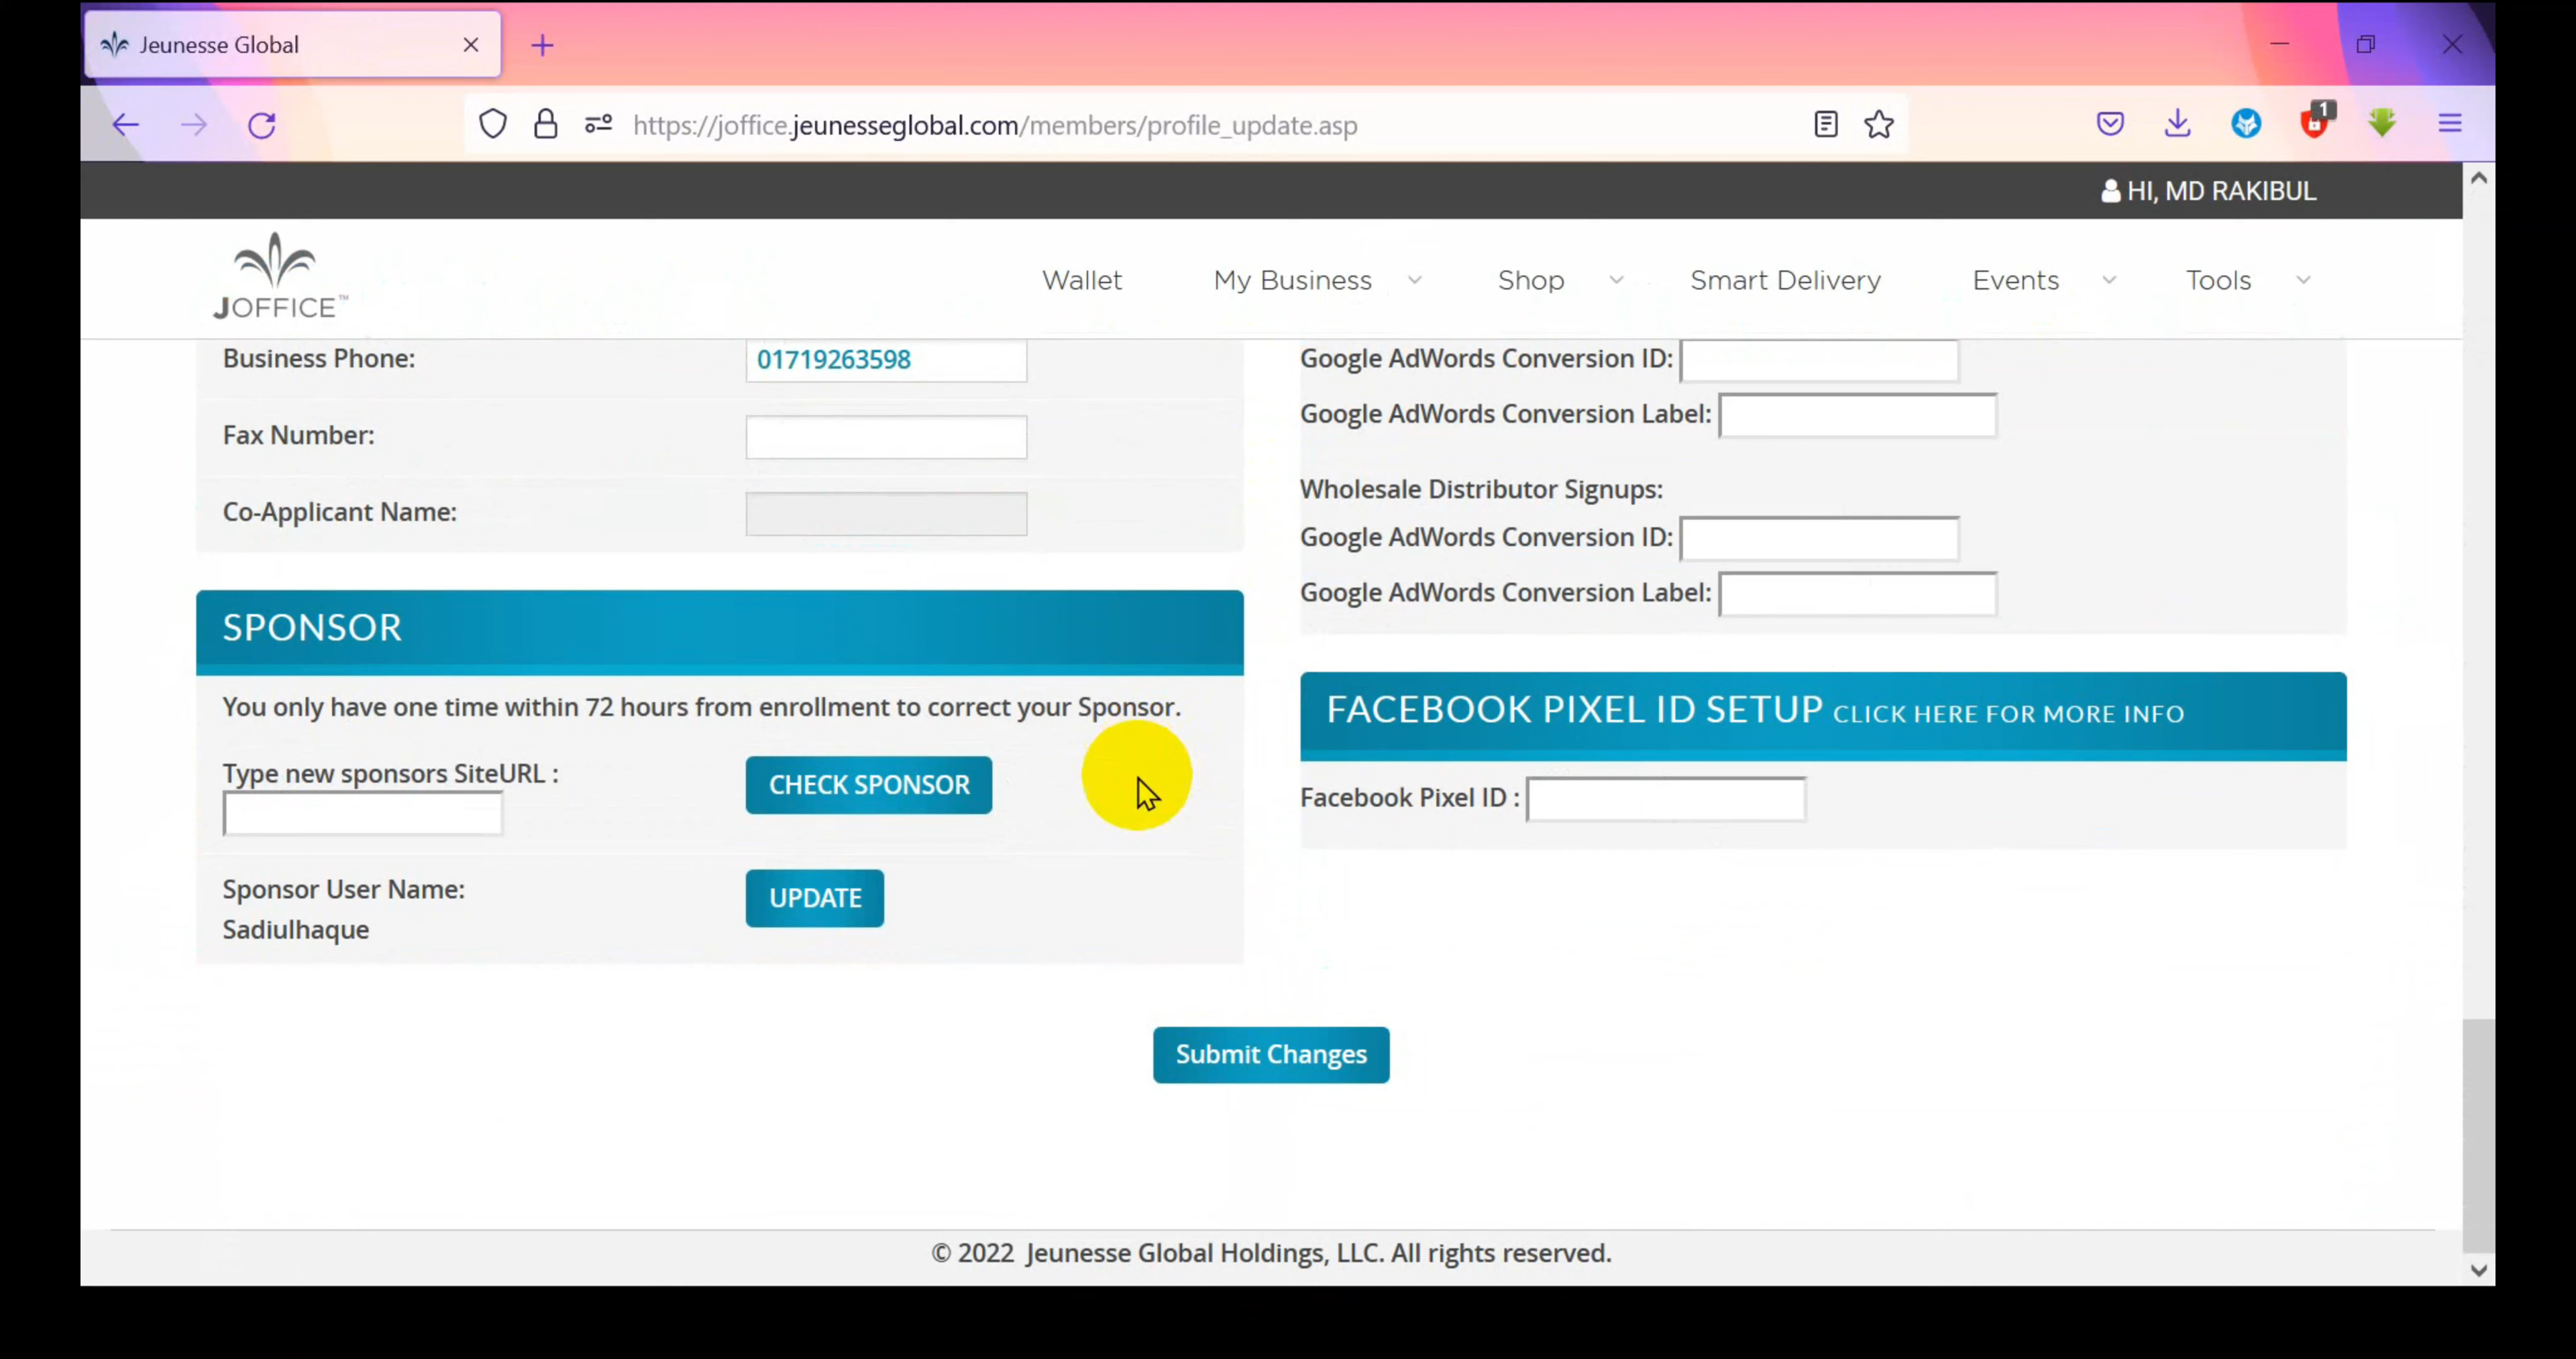 Jeunesse Global
https://joffice.jeunesseglobal.com/members/profile_update.asp
1
HI, MD RAKIBUL
JOFFICE™
Wallet
My Business
Shop
Smart Delivery
Events
Tools
Business Phone:
01719263598
Fax Number:
Co-Applicant Name:
SPONSOR
You only have one time within 72 hours from enrollment to correct your Sponsor.
Type new sponsors SiteURL :
CHECK SPONSOR
Sponsor User Name:
Sadiulhaque
UPDATE
Google AdWords Conversion ID:
Google AdWords Conversion Label:
Wholesale Distributor Signups:
Google AdWords Conversion ID:
Google AdWords Conversion Label:
FACEBOOK PIXEL ID SETUP CLICK HERE FOR MORE INFO
Facebook Pixel ID :
Submit Changes
© 2022 Jeunesse Global Holdings, LLC. All rights reserved.